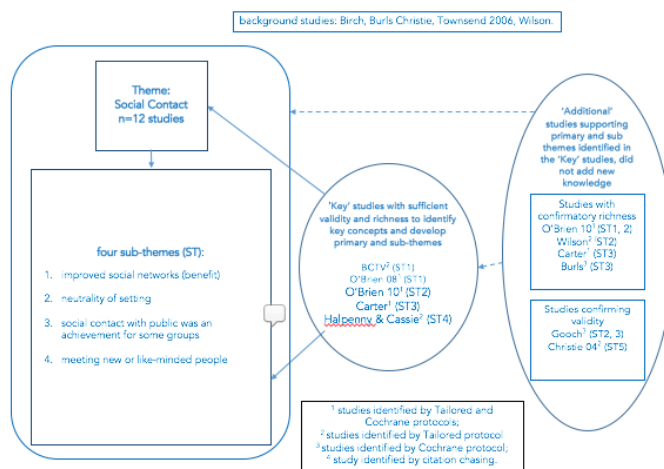 background studies: Birch, Burls Christie, Townsend 2006, Wilson.
Theme:
Social Contact
n=12 studies
four sub-themes (ST):
1. improved social networks (benefit)
2. neutrality of setting
3. social contact with public was an
achievement for some groups
4. meeting new or like-minded people
'Key' studies with sufficient
validity and richness to identify
key concepts and develop
primary and sub-themes
BCTV² (ST1)
O'Brien 08¹ (ST1)
O'Brien 10¹ (ST2)
Carter¹ (ST3)
Halpenny & Cassie² (ST4)
'Additional'
studies supporting
primary and sub
themes identified in
the 'Key' studies, did
not add new
knowledge
Studies with
confirmatory richness
O'Brien 10¹ (ST1, 2)
Wilson² (ST2)
Carter¹ (ST3)
Burls¹ (ST3)
Studies confirming
validity
Gooch³ (ST2, 3)
Christie 04² (ST5)
¹ studies identified by Tailored and
Cochrane protocols;
² studies identified by Tailored protocol
³ studies identified by Cochrane protocol;
⁴ study identified by citation chasing.